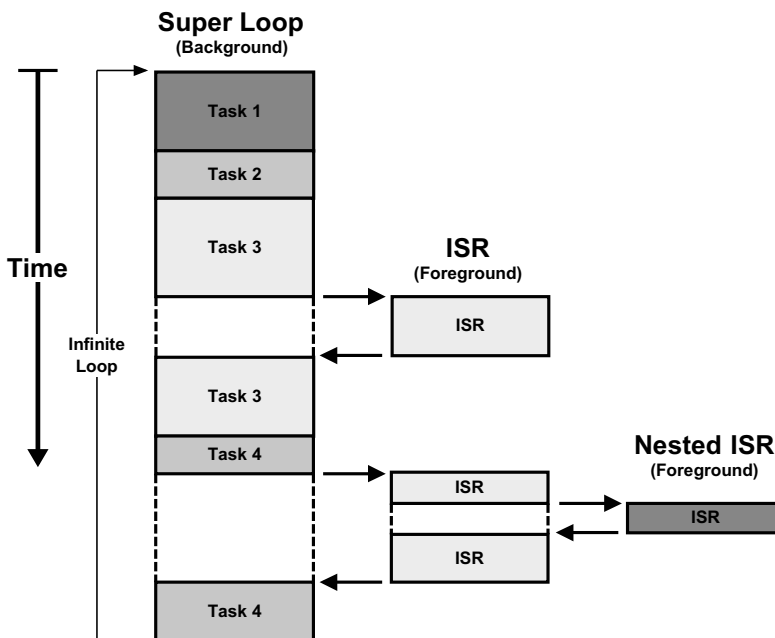 Super Loop
(Background)
Task 1
Task 2
Task 3
ISR
(Foreground)
Time
ISR
Infinite
Loop
Task 3
Task 4
Nested ISR
(Foreground)
ISR
ISR
ISR
Task 4